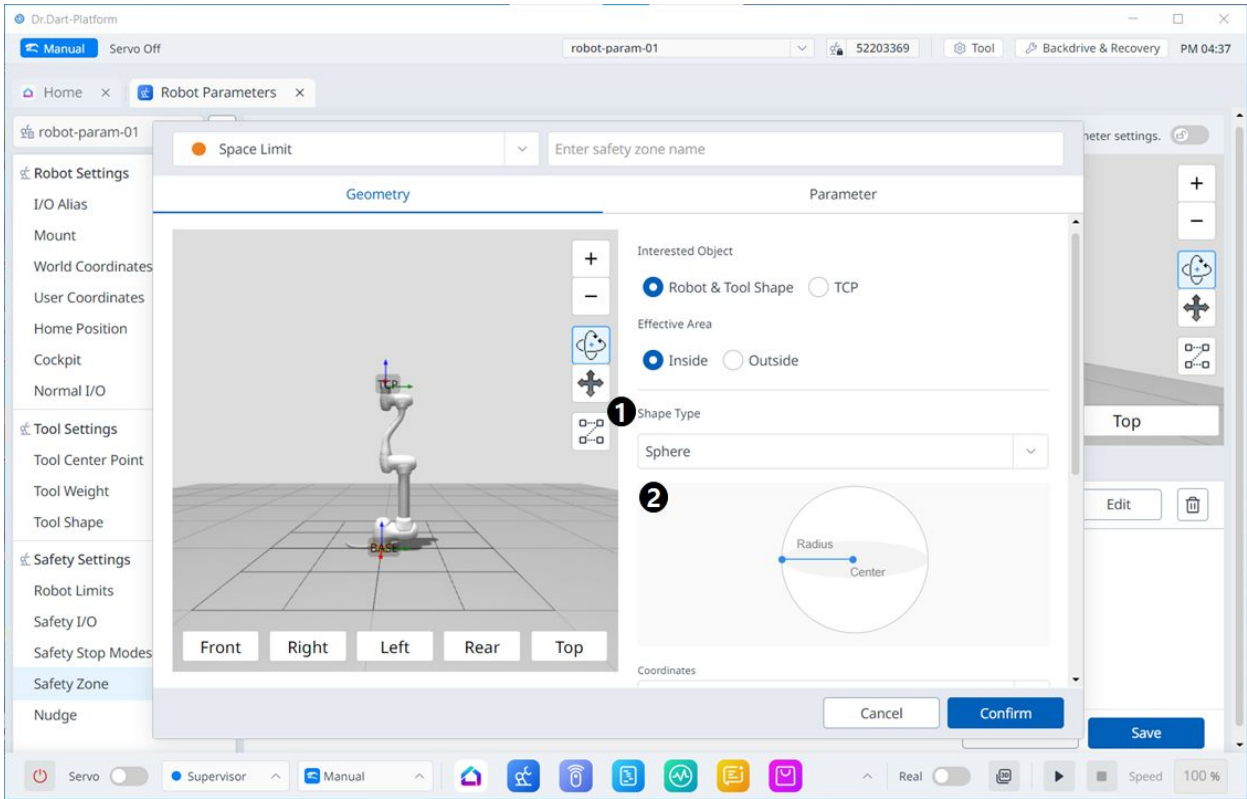 Dr.Dart-Platform
Manual Servo Off robot-param-01 52203369 Tool Backdrive & Recovery PM 04:37
Home Robot Parameters
robot-param-01 Space Limit Enter safety zone name meter settings.
Robot Settings
I/O Alias
Mount
World Coordinates
User Coordinates
Home Position
Cockpit
Normal I/O
Tool Settings
Tool Center Point
Tool Weight
Tool Shape
Safety Settings
Robot Limits
Safety I/O
Safety Stop Modes
Safety Zone
Nudge
Geometry Parameter
TCP
BASE
Front Right Left Rear Top
Interested Object
Robot & Tool Shape TCP
Effective Area
Inside Outside
1 Shape Type
Sphere
2
Radius
Center
Coordinates
Cancel Confirm
Top
Edit
Save
Servo Supervisor Manual Real 3D Speed 100 %